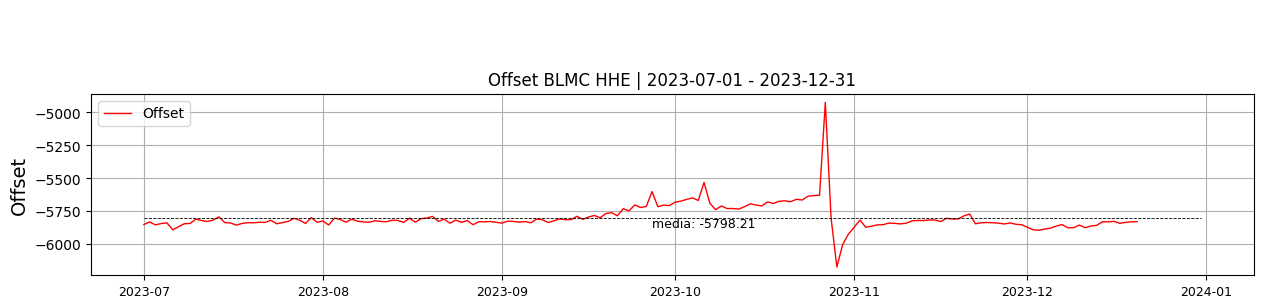 Offset BLMC HHE | 2023-07-01 - 2023-12-31
Offset
Offset
−5000
−5250
−5500
−5750
−6000
media: -5798.21
2023-07 2023-08 2023-09 2023-10 2023-11 2023-12 2024-01